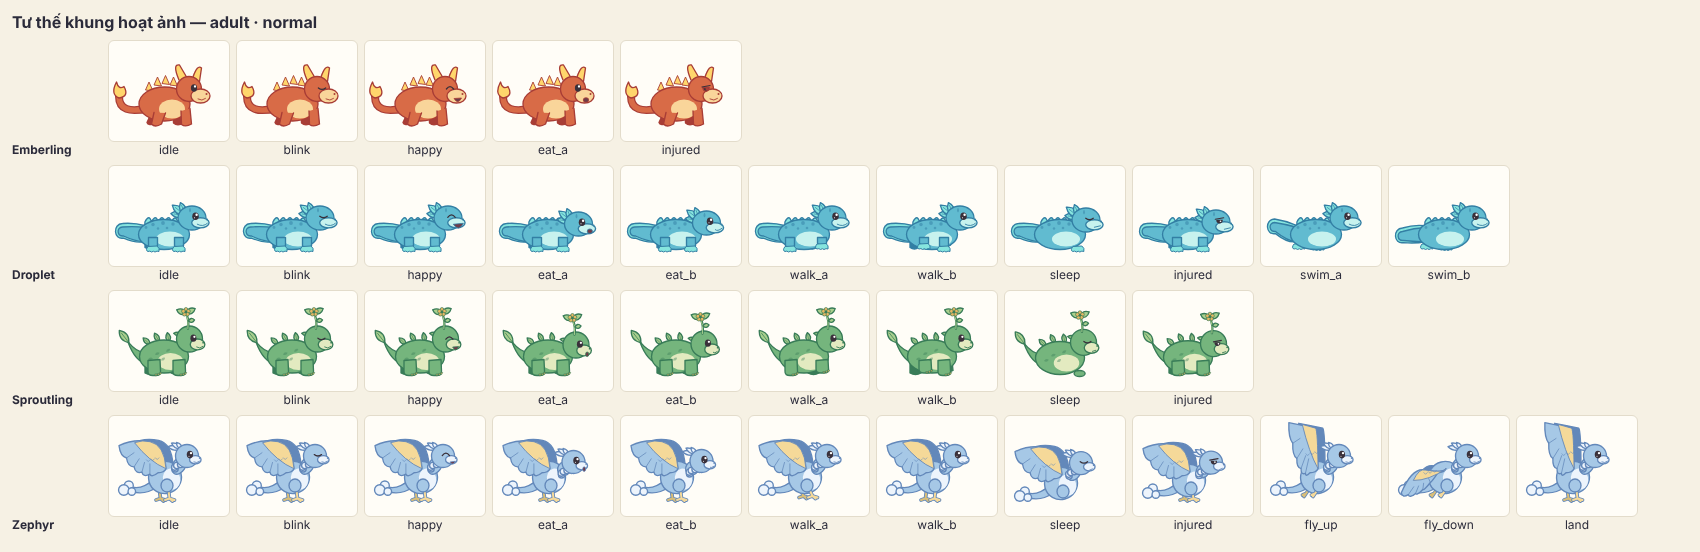 Tư thế khung hoạt ảnh — adult · normal
Emberling idle blink happy eat_a injured
Droplet idle blink happy eat_a eat_b walk_a walk_b sleep injured swim_a swim_b
Sproutling idle blink happy eat_a eat_b walk_a walk_b sleep injured
Zephyr idle blink happy eat_a eat_b walk_a walk_b sleep injured fly_up fly_down land